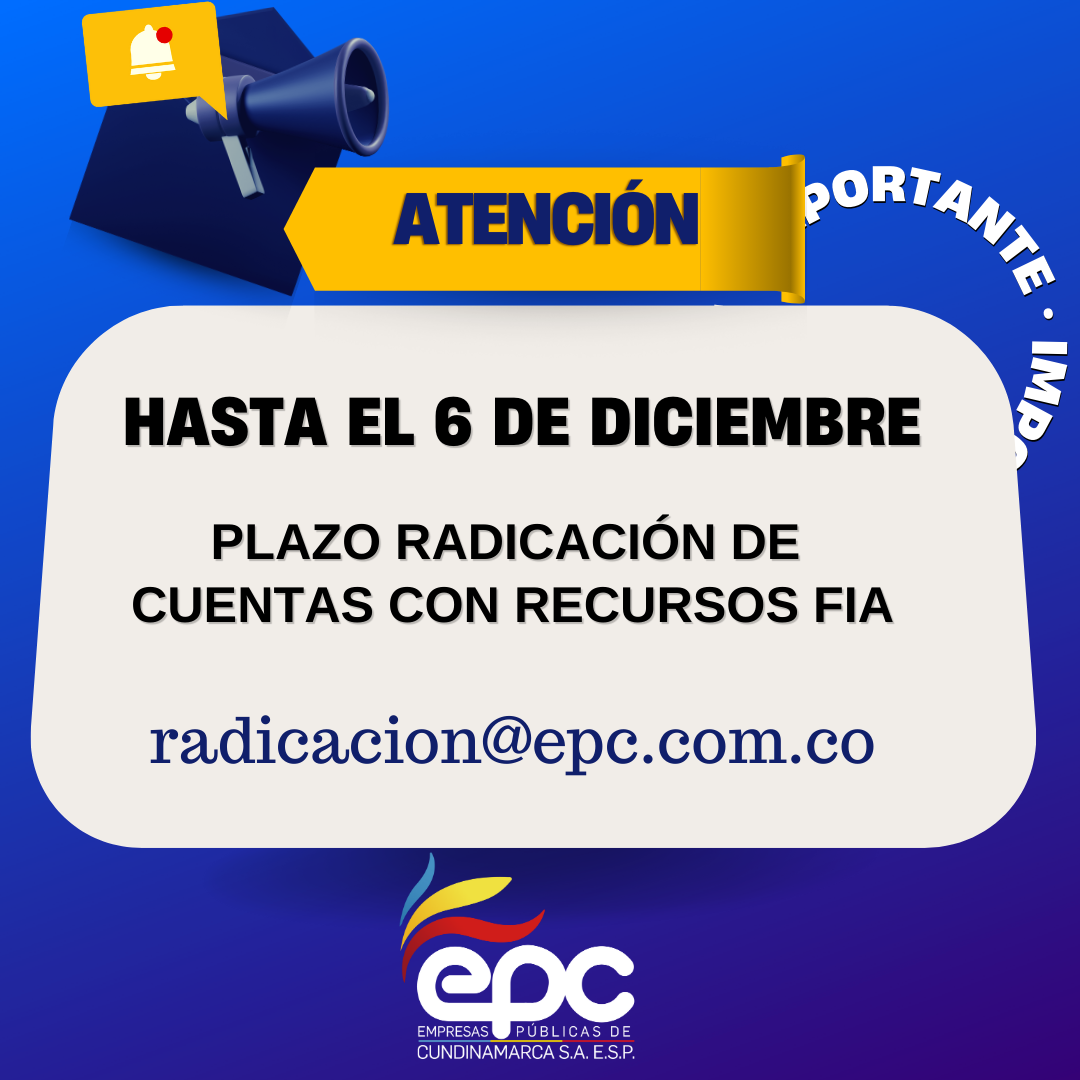 ATENCIÓN
PORTANTE · IMPO
HASTA EL 6 DE DICIEMBRE
PLAZO RADICACIÓN DE
CUENTAS CON RECURSOS FIA
radicacion@epc.com.co
epc
EMPRESAS PÚBLICAS DE
CUNDINAMARCA S.A. E.S.P.